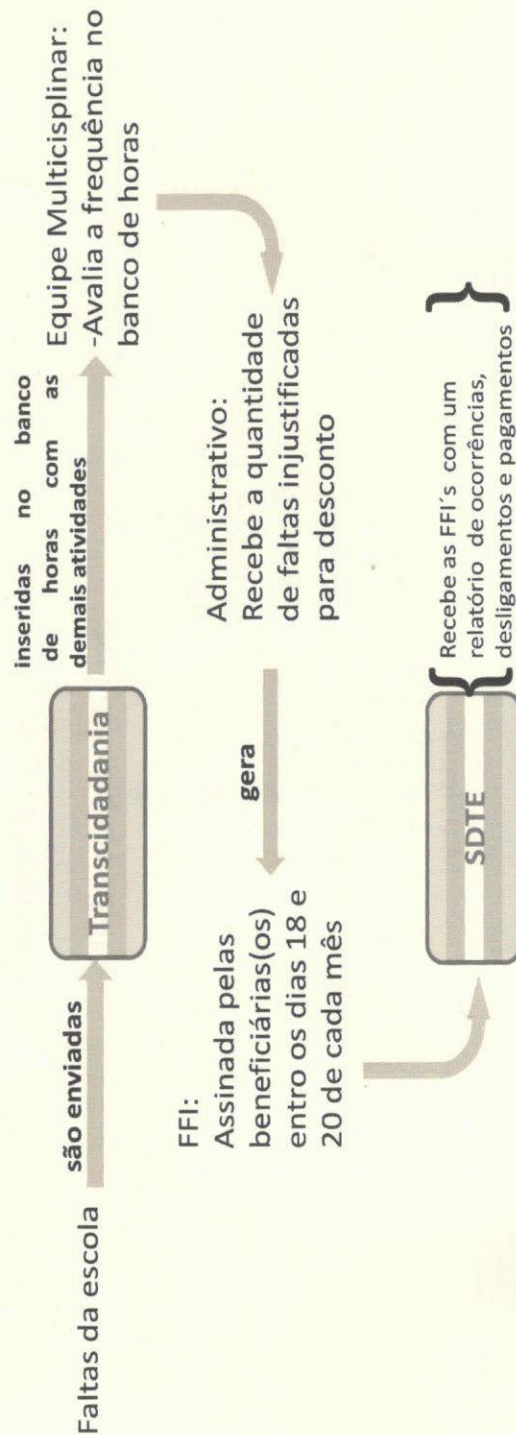 Faltas da escola
são enviadas
Transcidadania
inseridas no banco
de horas com as
demais atividades
Equipe Multicisplinar:
-Avalia a frequência no
banco de horas
Administrativo:
Recebe a quantidade
de faltas injustificadas
para desconto
gera
FFI:
Assinada pelas
beneficiárias(os)
entro os dias 18 e
20 de cada mês
SDTE
Recebe as FFI´s com um
relatório de ocorrências,
desligamentos e pagamentos